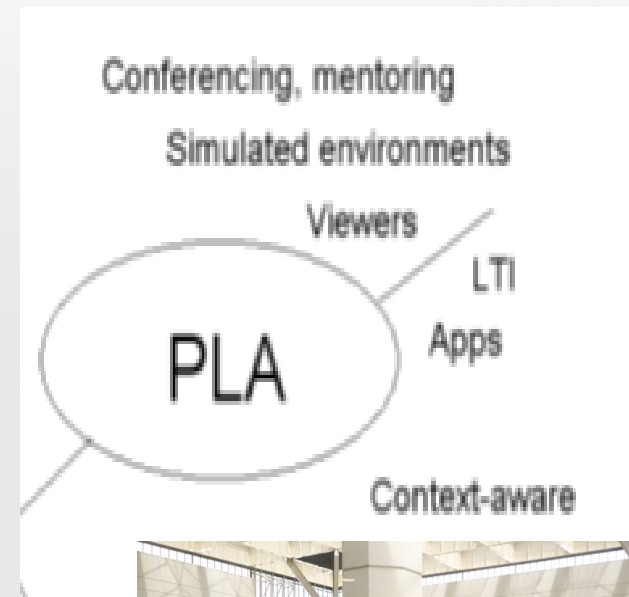 Conferencing, mentoring
Simulated environments
Viewers
LTI
Apps
PLA
Context-aware